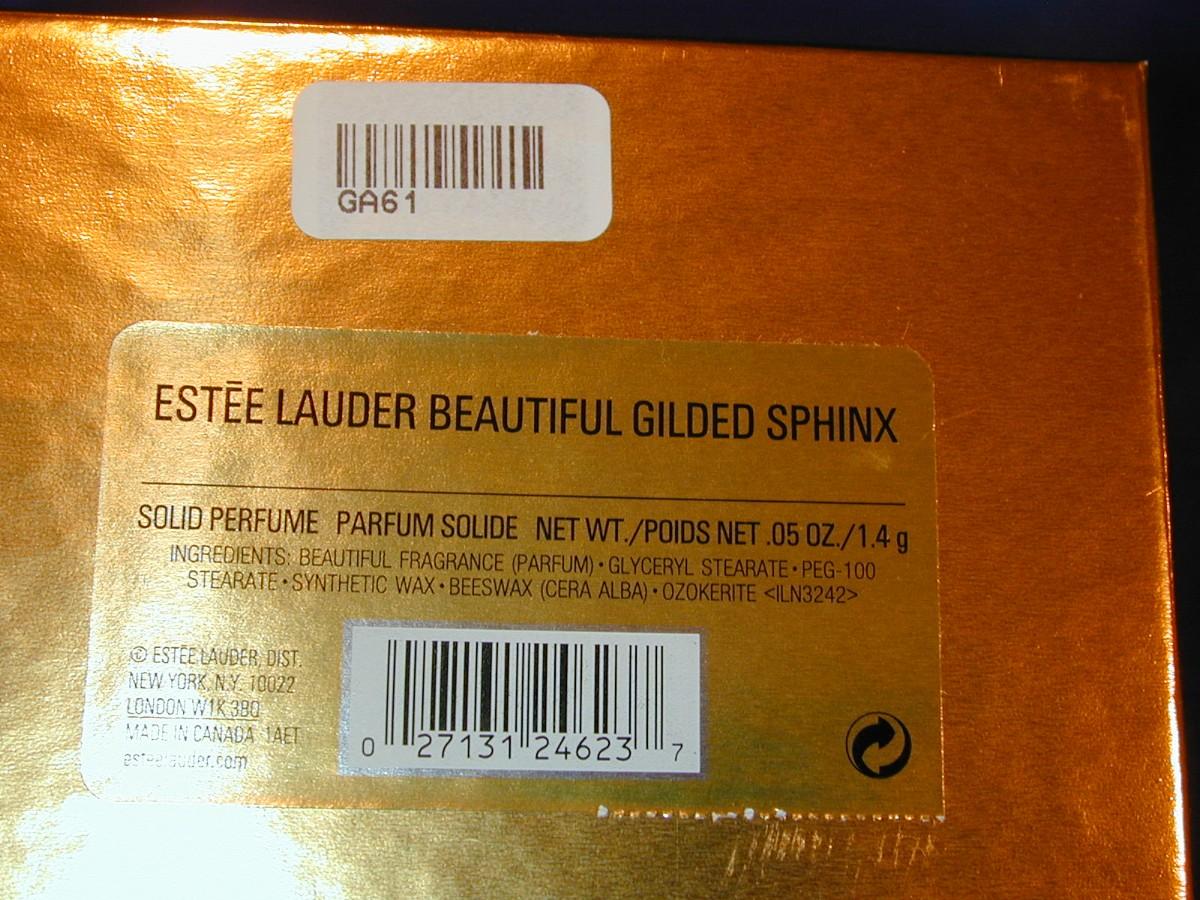 GA61
ESTĒE LAUDER BEAUTIFUL GILDED SPHINX
SOLID PERFUME PARFUM SOLIDE NET WT./POIDS NET .05 OZ./1.4 g
INGREDIENTS: BEAUTIFUL FRAGRANCE (PARFUM) • GLYCERYL STEARATE • PEG-100
STEARATE • SYNTHETIC WAX • BEESWAX (CERA ALBA) • OZOKERITE <ILN3242>
© ESTĒE LAUDER, DIST.
NEW YORK, N.Y. 10022
LONDON W1K 3BQ
MADE IN CANADA 1AET
esteelauder.com
0 27131 24623 7